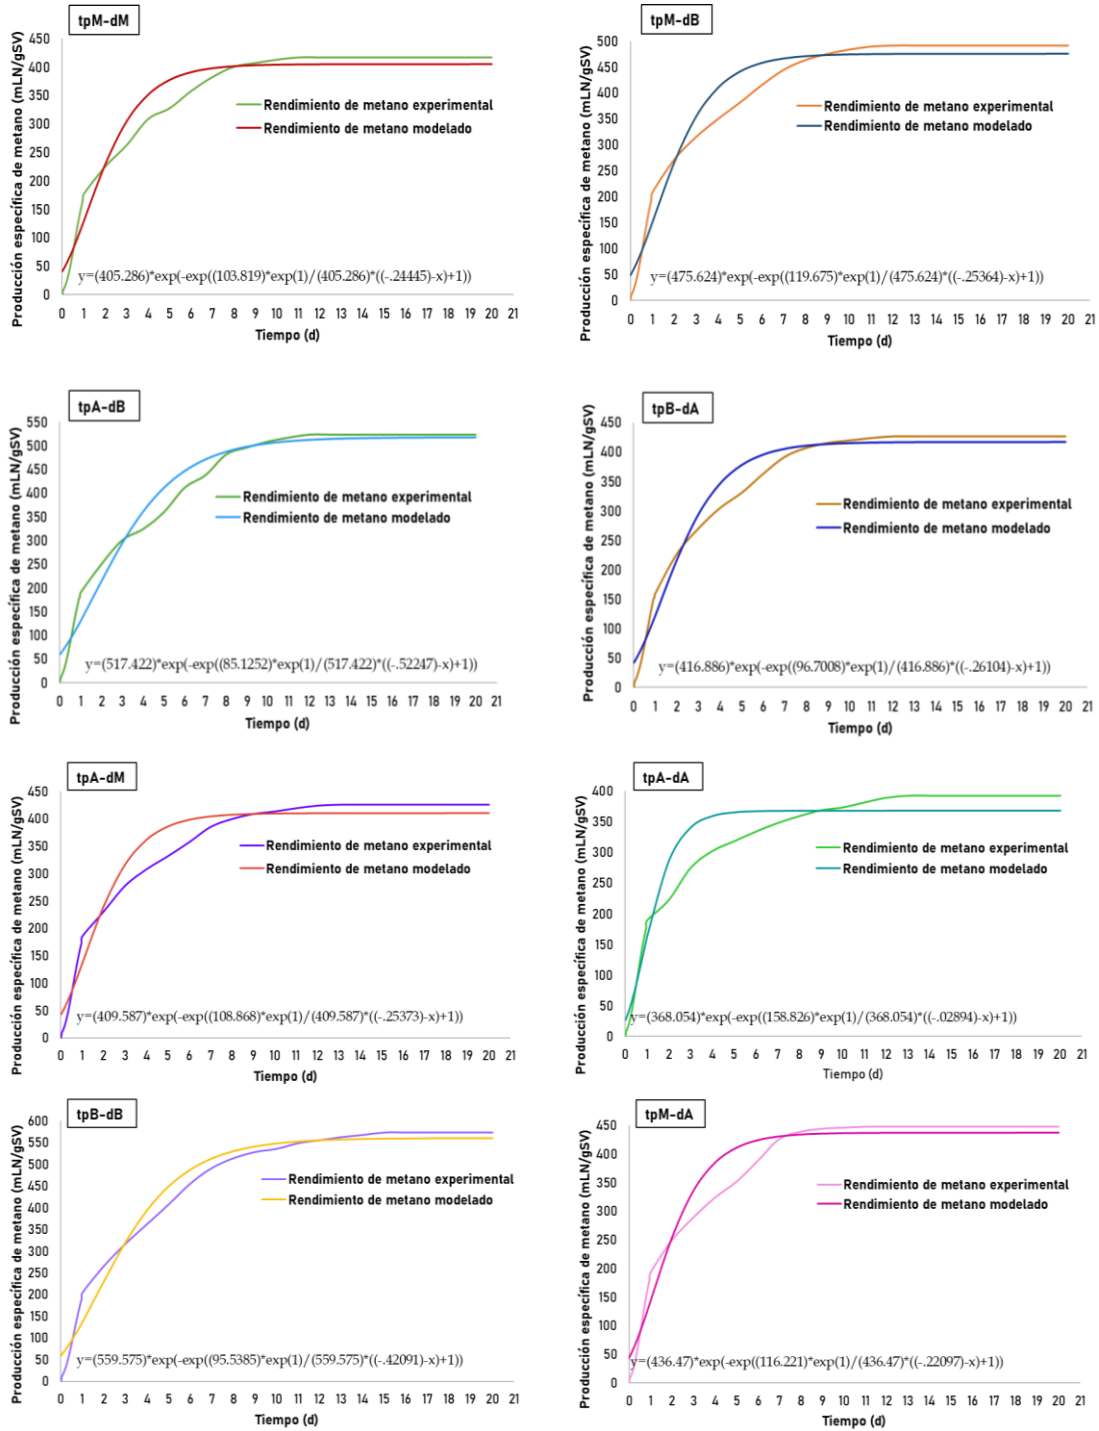 tpM-dM
Producción específica de metano (mLN/gSV)
450
400
350
300
250
200
150
100
50
0
Rendimiento de metano experimental
Rendimiento de metano modelado
y=(405.286)*exp(-exp((103.819)*exp(1)/(405.286)*((-.24445)-x)+1))
0 1 2 3 4 5 6 7 8 9 10 11 12 13 14 15 16 17 18 19 20 21
Tiempo (d)
tpM-dB
Producción específica de metano (mLN/gSV)
500
450
400
350
300
250
200
150
100
50
0
Rendimiento de metano experimental
Rendimiento de metano modelado
y=(475.624)*exp(-exp((119.675)*exp(1)/(475.624)*((-.25364)-x)+1))
0 1 2 3 4 5 6 7 8 9 10 11 12 13 14 15 16 17 18 19 20 21
Tiempo (d)
tpA-dB
Producción específica de metano (mLN/gSV)
550
500
450
400
350
300
250
200
150
100
50
0
Rendimiento de metano experimental
Rendimiento de metano modelado
y=(517.422)*exp(-exp((85.1252)*exp(1)/(517.422)*((-.52247)-x)+1))
0 1 2 3 4 5 6 7 8 9 10 11 12 13 14 15 16 17 18 19 20 21
Tiempo (d)
tpB-dA
Producción específica de metano (mLN/gSV)
450
400
350
300
250
200
150
100
50
0
Rendimiento de metano experimental
Rendimiento de metano modelado
y=(416.886)*exp(-exp((96.7008)*exp(1)/(416.886)*((-.26104)-x)+1))
0 1 2 3 4 5 6 7 8 9 10 11 12 13 14 15 16 17 18 19 20 21
Tiempo (d)
tpA-dM
Producción específica de metano (mLN/gSV)
450
400
350
300
250
200
150
100
50
0
Rendimiento de metano experimental
Rendimiento de metano modelado
y=(409.587)*exp(-exp((108.868)*exp(1)/(409.587)*((-.25373)-x)+1))
0 1 2 3 4 5 6 7 8 9 10 11 12 13 14 15 16 17 18 19 20 21
Tiempo (d)
tpA-dA
Producción específica de metano (mLN/gSV)
400
350
300
250
200
150
100
50
0
Rendimiento de metano experimental
Rendimiento de metano modelado
y=(368.054)*exp(-exp((158.826)*exp(1)/(368.054)*((-.02894)-x)+1))
0 1 2 3 4 5 6 7 8 9 10 11 12 13 14 15 16 17 18 19 20 21
Tiempo (d)
tpB-dB
Producción específica de metano (mLN/gSV)
600
550
500
450
400
350
300
250
200
150
100
50
0
Rendimiento de metano experimental
Rendimiento de metano modelado
y=(559.575)*exp(-exp((95.5385)*exp(1)/(559.575)*((-.42091)-x)+1))
0 1 2 3 4 5 6 7 8 9 10 11 12 13 14 15 16 17 18 19 20 21
Tiempo (d)
tpM-dA
Producción específica de metano (mLN/gSV)
450
400
350
300
250
200
150
100
50
0
Rendimiento de metano experimental
Rendimiento de metano modelado
y=(436.47)*exp(-exp((116.221)*exp(1)/(436.47)*((-.22097)-x)+1))
0 1 2 3 4 5 6 7 8 9 10 11 12 13 14 15 16 17 18 19 20 21
Tiempo (d)